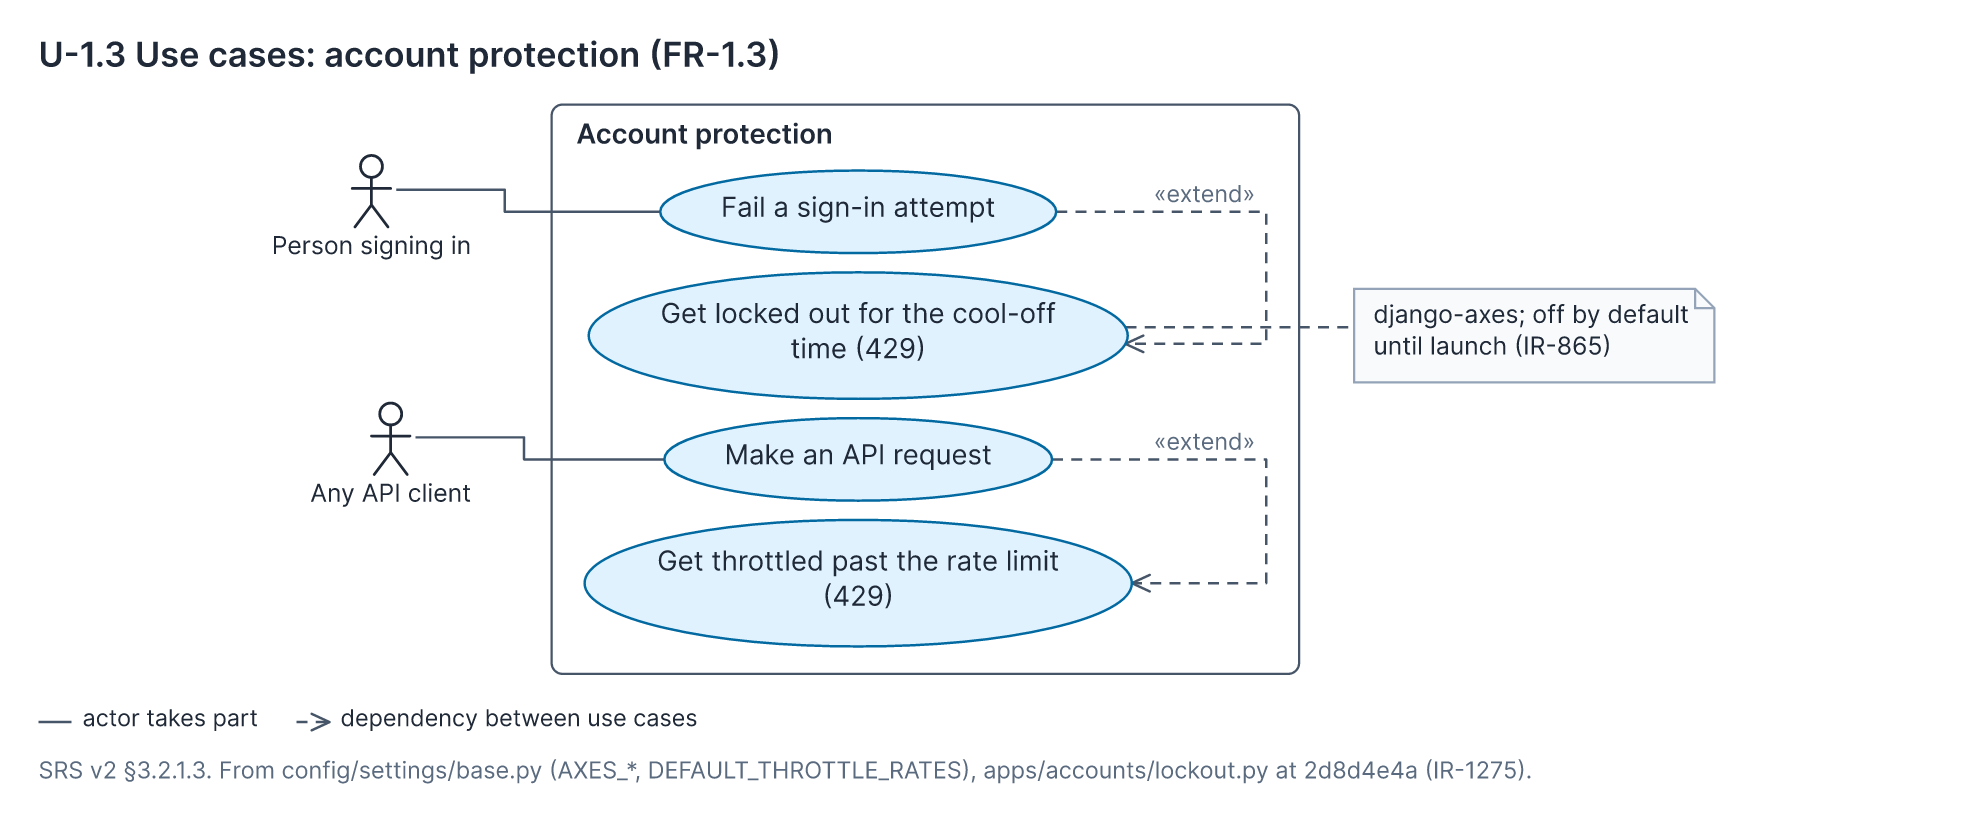 U-1.3 Use cases: account protection (FR-1.3)
Account protection
Person signing in
Fail a sign-in attempt
«extend»
Get locked out for the cool-off
time (429)
django-axes; off by default
until launch (IR-865)
Any API client
Make an API request
«extend»
Get throttled past the rate limit
(429)
actor takes part
dependency between use cases
SRS v2 §3.2.1.3. From config/settings/base.py (AXES_*, DEFAULT_THROTTLE_RATES), apps/accounts/lockout.py at 2d8d4e4a (IR-1275).